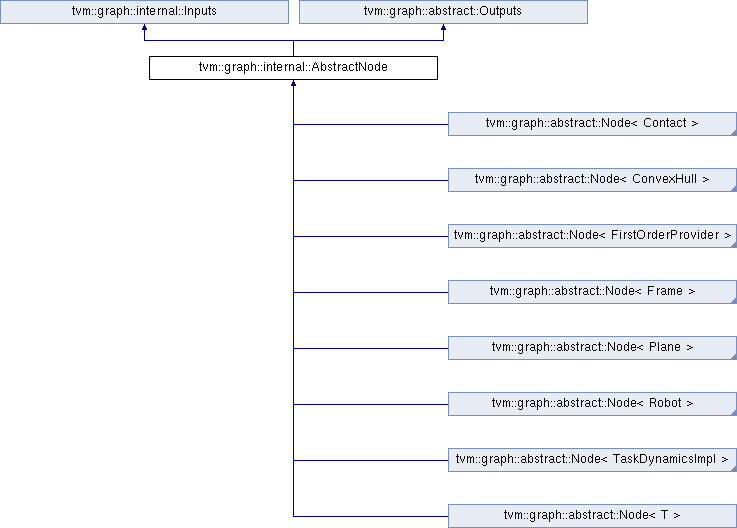 tvm::graph::internal::Inputs
tvm::graph::abstract::Outputs
tvm::graph::internal::AbstractNode
tvm::graph::abstract::Node< Contact >
tvm::graph::abstract::Node< ConvexHull >
tvm::graph::abstract::Node< FirstOrderProvider >
tvm::graph::abstract::Node< Frame >
tvm::graph::abstract::Node< Plane >
tvm::graph::abstract::Node< Robot >
tvm::graph::abstract::Node< TaskDynamicsImpl >
tvm::graph::abstract::Node< T >